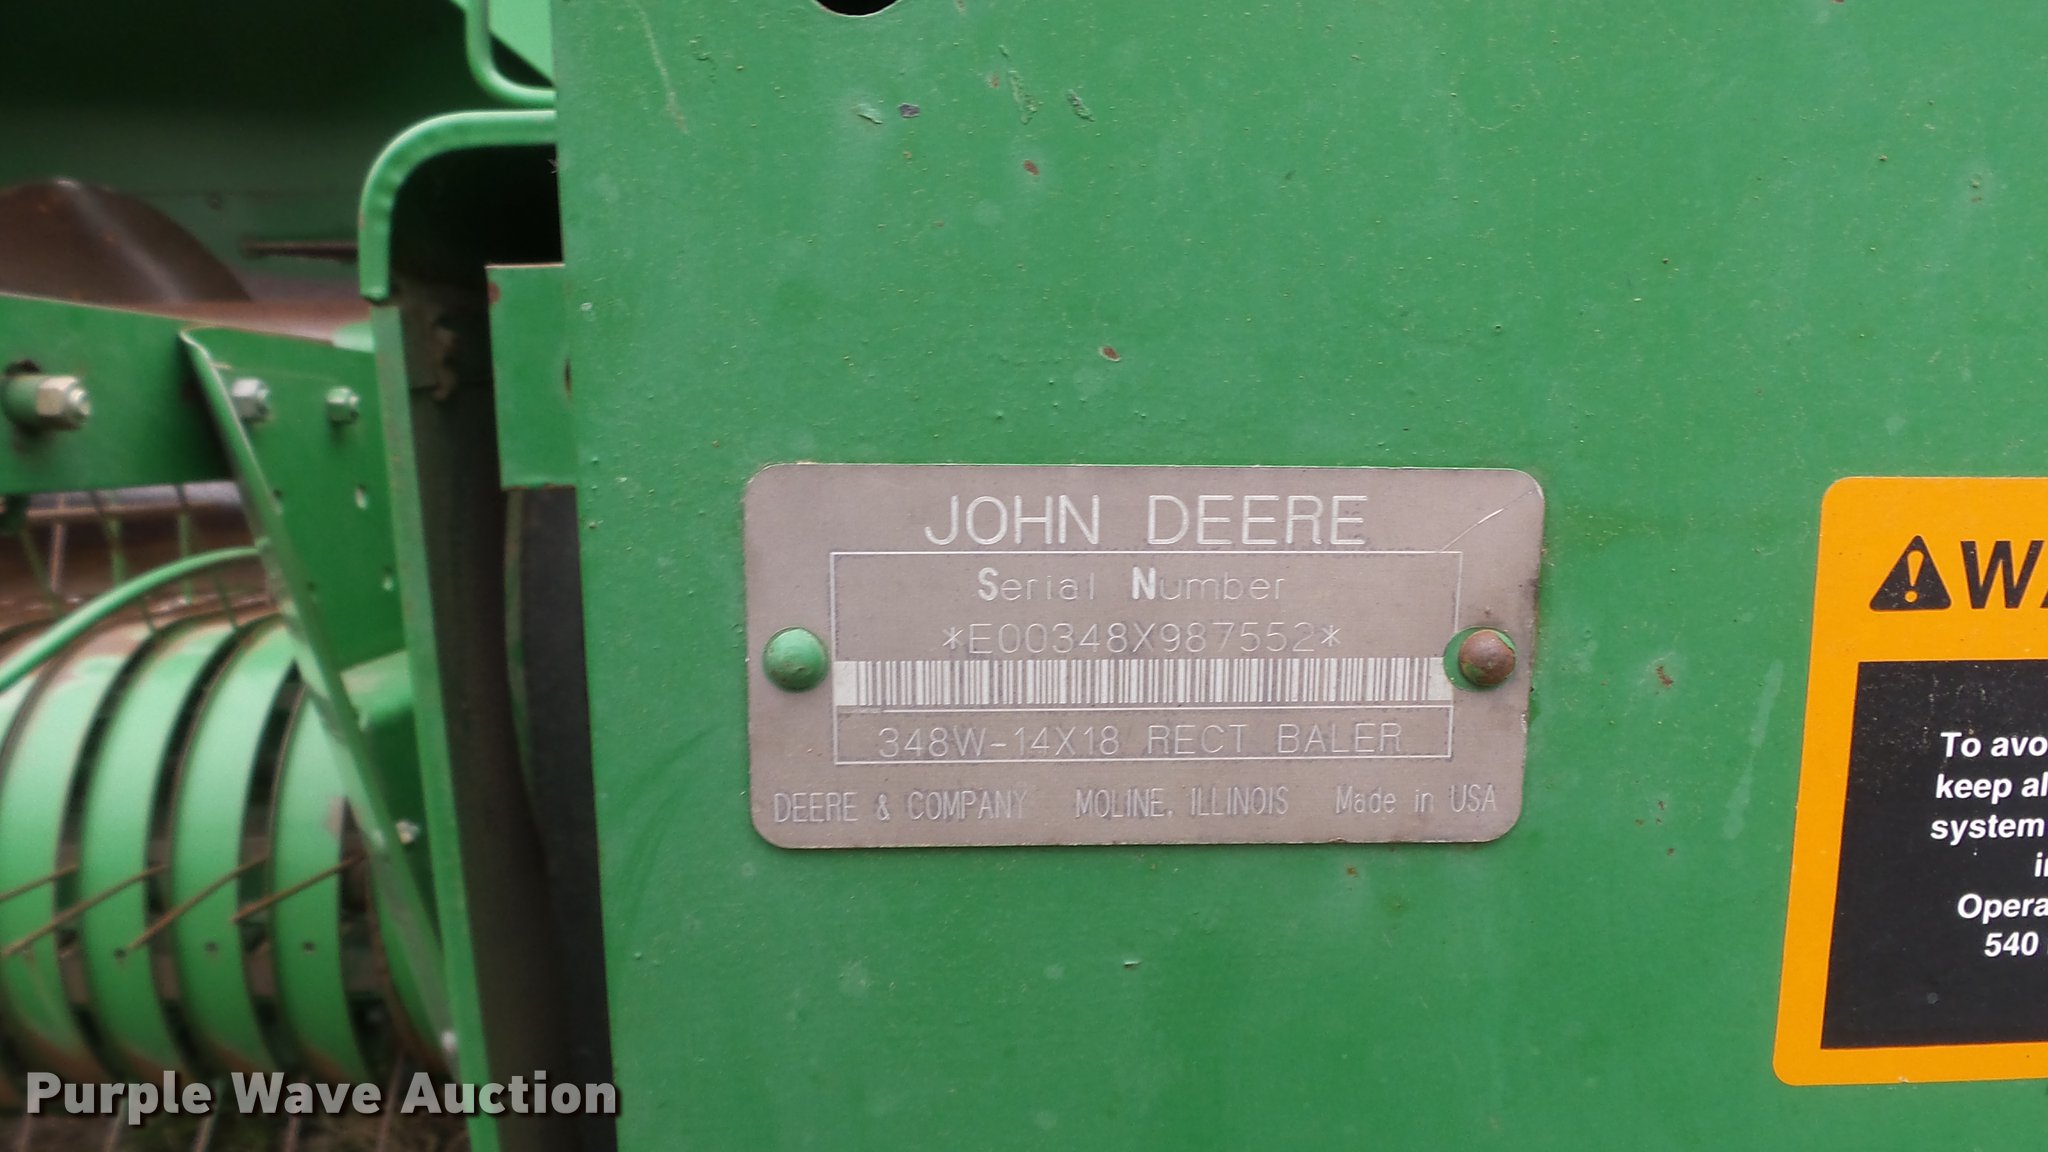 JOHN DEERE
Serial Number
*E00348X987552*
348W-14X18 RECT BALER
DEERE & COMPANY MOLINE, ILLINOIS Made in USA
To avo
keep al
system
Opera
540
Purple Wave Auction